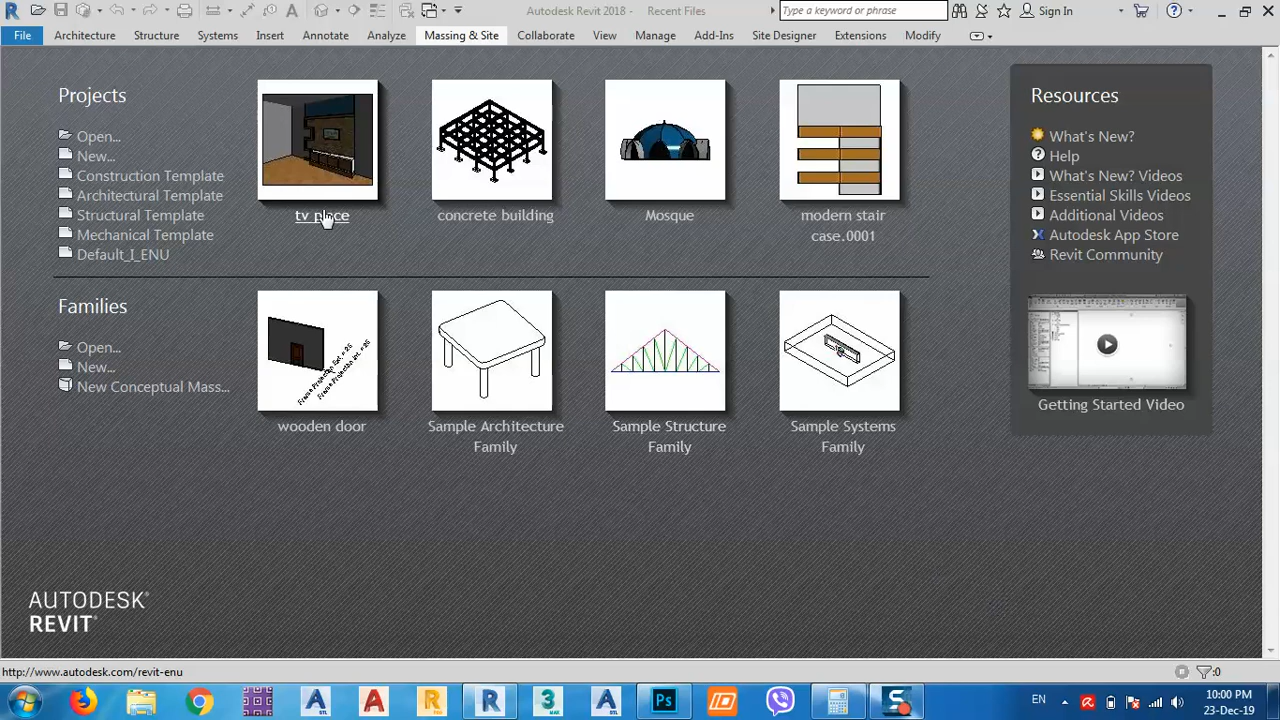 Autodesk Revit 2018 -
Recent Files
Type a keyword or phrase
Sign In
File
Architecture
Structure
Systems
Insert
Annotate
Analyze
Massing & Site
Collaborate
View
Manage
Add-Ins
Site Designer
Extensions
Modify
Projects
Open...
New...
Construction Template
Architectural Template
Structural Template
Mechanical Template
Default_I_ENU
tv place
concrete building
Mosque
modern stair
case.0001
Families
Open...
New...
New Conceptual Mass...
wooden door
Sample Architecture
Family
Sample Structure
Family
Sample Systems
Family
Resources
What's New?
Help
What's New? Videos
Essential Skills Videos
Additional Videos
Autodesk App Store
Revit Community
Getting Started Video
AUTODESK®
REVIT®
http://www.autodesk.com/revit-enu
:0
EN
10:00 PM
23-Dec-19